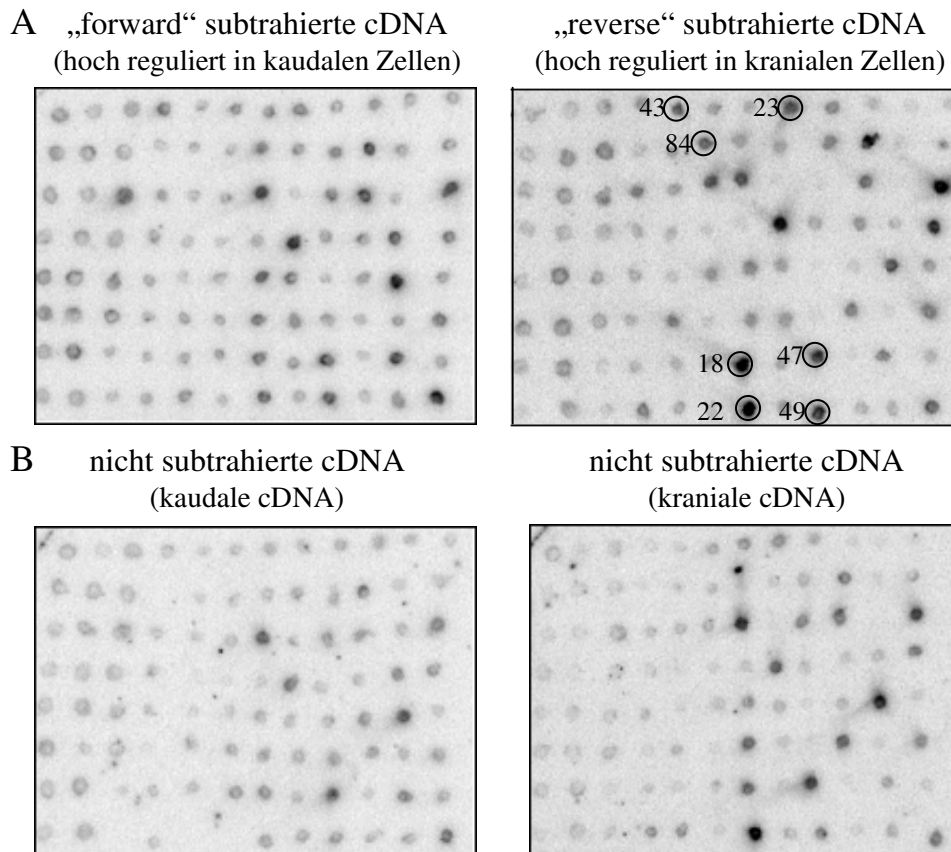 A „forward“ subtrahierte cDNA
(hoch reguliert in kaudalen Zellen)
„reverse“ subtrahierte cDNA
(hoch reguliert in kranialen Zellen)
43 23
84
18 47
22 49
B nicht subtrahierte cDNA
(kaudale cDNA)
nicht subtrahierte cDNA
(kraniale cDNA)